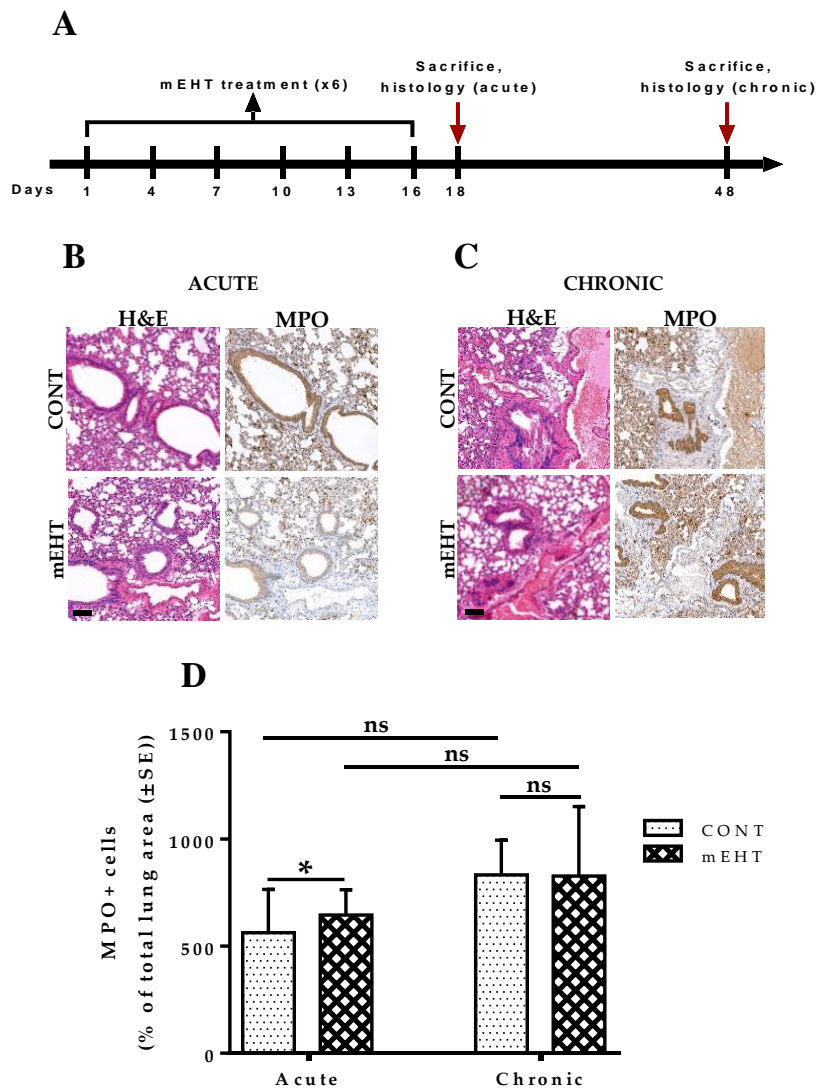 A
Sacrifice,
histology (acute)
Sacrifice,
histology (chronic)
mEHT treatment (x6)
Days 1 4 7 10 13 16 18 48
B
C
ACUTE
CHRONIC
H&E MPO
H&E MPO
CONT
mEHT
CONT
mEHT
D
MPO+ cells
(% of total lung area (±SE))
1500
1000
500
0
ns
ns
ns
*
CONT
mEHT
Acute
Chronic